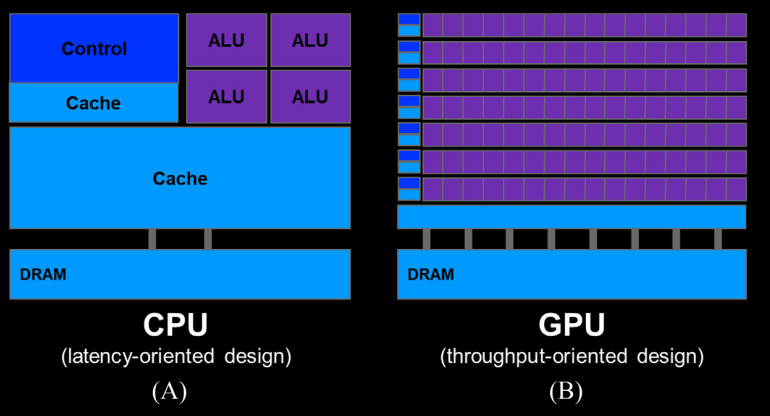 Control
ALU
ALU
Cache
ALU
ALU
Cache
DRAM
CPU
(latency-oriented design)
(A)
DRAM
GPU
(throughput-oriented design)
(B)